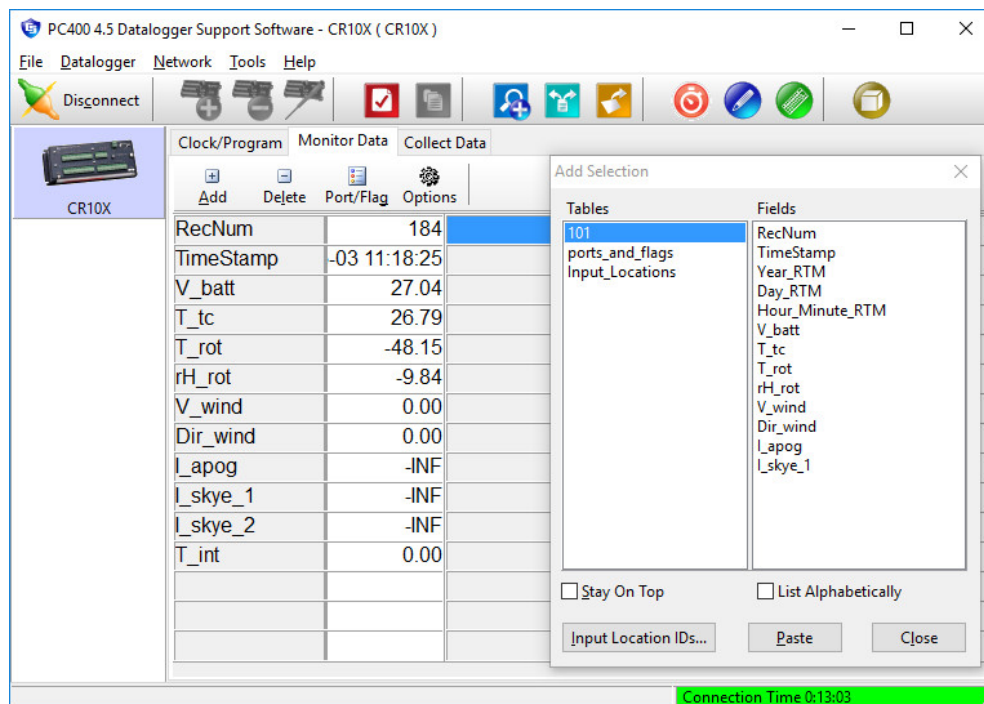 PC400 4.5 Datalogger Support Software - CR10X ( CR10X )
File Datalogger Network Tools Help
Disconnect
CR10X
Clock/Program Monitor Data Collect Data
Add Delete Port/Flag Options
RecNum 184
TimeStamp -03 11:18:25
V_batt 27.04
T_tc 26.79
T_rot -48.15
rH_rot -9.84
V_wind 0.00
Dir_wind 0.00
I_apog -INF
I_skye_1 -INF
I_skye_2 -INF
T_int 0.00
Add Selection
Tables
101
ports_and_flags
Input_Locations
Fields
RecNum
TimeStamp
Year_RTM
Day_RTM
Hour_Minute_RTM
V_batt
T_tc
T_rot
rH_rot
V_wind
Dir_wind
I_apog
I_skye_1
Stay On Top
List Alphabetically
Input Location IDs... Paste Close
Connection Time 0:13:03